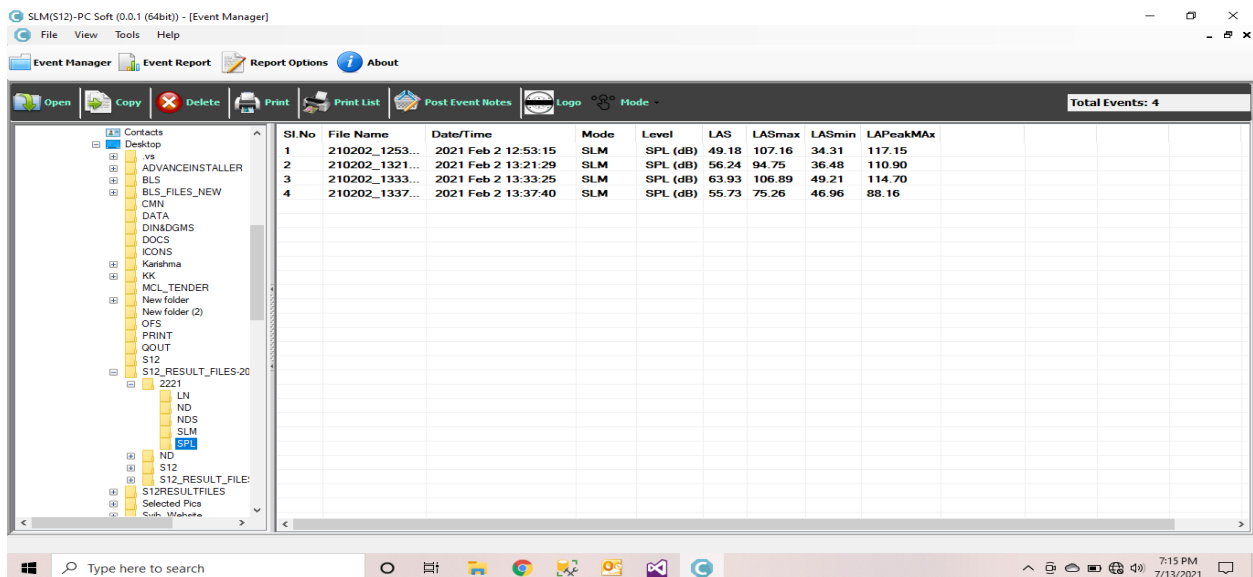 SLM(S12)-PC Soft (0.0.1 (64bit)) - [Event Manager]
File View Tools Help
Event Manager Event Report Report Options About
Open Copy Delete Print Print List Post Event Notes Logo Mode Total Events: 4
Contacts
Desktop
.vs
ADVANCEINSTALLER
BLS
BLS_FILES_NEW
CMN
DATA
DIN&DGMS
DOCS
ICONS
Karishma
KK
MCL_TENDER
New folder
New folder (2)
OFS
PRINT
QOUT
S12
S12_RESULT_FILES-20
2221
LN
ND
NDS
SLM
SPL
ND
S12
S12_RESULT_FILE
S12RESULTFILES
Selected Pics
Website
Sl.No File Name Date/Time Mode Level LAS LASmax LASmin LAPeakMAx
1 210202_1253... 2021 Feb 2 12:53:15 SLM SPL (dB) 49.18 107.16 34.31 117.15
2 210202_1321... 2021 Feb 2 13:21:29 SLM SPL (dB) 56.24 94.75 36.48 110.90
3 210202_1333... 2021 Feb 2 13:33:25 SLM SPL (dB) 63.93 106.89 49.21 114.70
4 210202_1337... 2021 Feb 2 13:37:40 SLM SPL (dB) 55.73 75.26 46.96 88.16
Type here to search
7:15 PM
7/13/2021